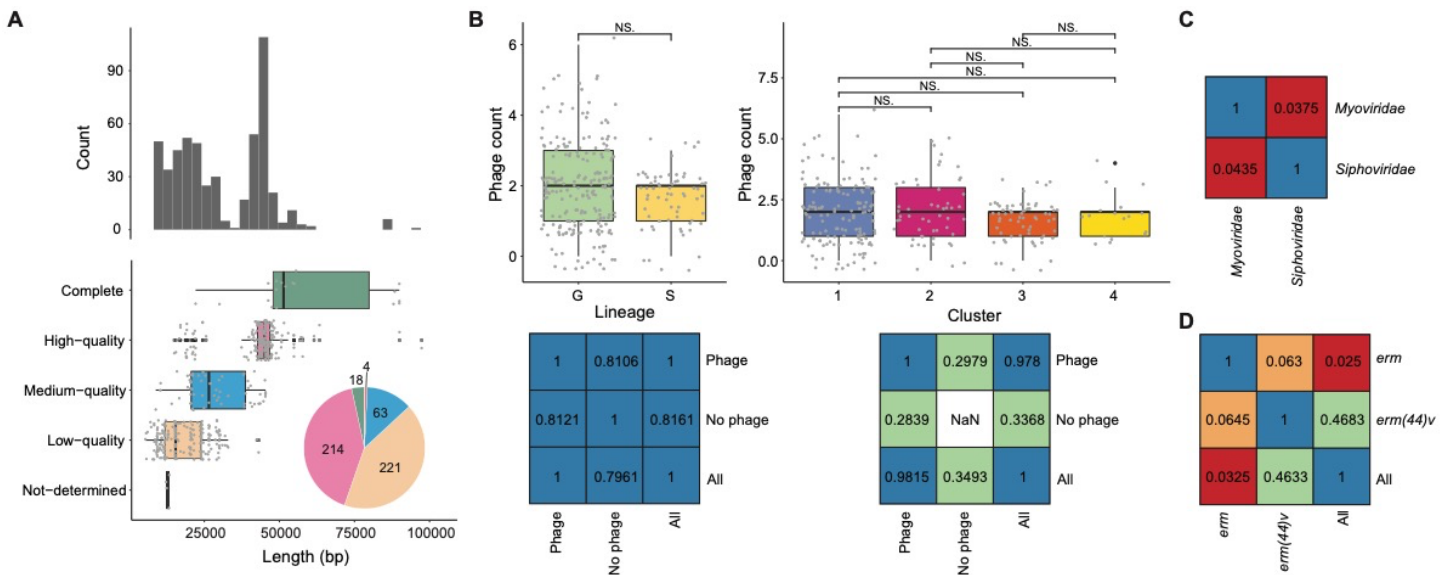 A
Count
90
60
30
0
Complete
High-quality
Medium-quality
Low-quality
Not-determined
4
18
63
214
221
25000 50000 75000 100000
Length (bp)
B
Phage count
6
4
2
0
NS.
G S
Lineage
1 0.8106 1 Phage
0.8121 1 0.8161 No phage
1 0.7961 1 All
Phage No phage All
Phage count
7.5
5.0
2.5
0.0
NS.
NS.
NS.
NS.
NS.
NS.
1 2 3 4
Cluster
1 0.2979 0.978 Phage
0.2839 NaN 0.3368 No phage
0.9815 0.3493 1 All
Phage No phage All
C
1 0.0375 Myoviridae
0.0435 1 Siphoviridae
Myoviridae Siphoviridae
D
1 0.063 0.025 erm
0.0645 1 0.4683 erm(44)v
0.0325 0.4633 1 All
erm erm(44)v All